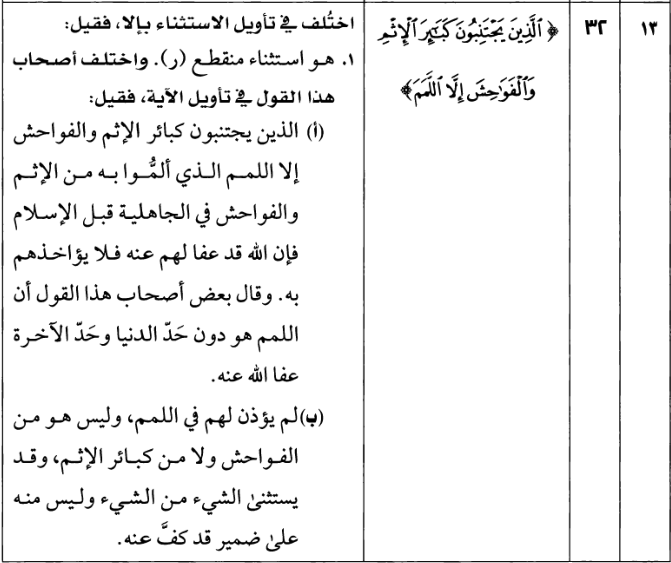 ١٣
٣٢
﴿ ٱلَّذِينَ يَجْتَنِبُونَ كَبَٰٓئِرَ ٱلْإِثْمِ
وَٱلْفَوَٰحِشَ إِلَّا ٱللَّمَمَ﴾
اختُلف في تأويل الاستثناء بإلا، فقيل:
١. هو استثناء منقطع (ر). واختلف أصحاب
هذا القول في تأويل الآية، فقيل:
(أ) الذين يجتنبون كبائر الإثم والفواحش
إلا اللمم الذي ألمُّوا به من الإثم
والفواحش في الجاهلية قبل الإسلام
فإن الله قد عفا لهم عنه فلا يؤاخذهم
به. وقال بعض أصحاب هذا القول أن
اللمم هو دون حَدّ الدنيا وحَدّ الآخرة
عفا الله عنه.
(ب) لم يؤذن لهم في اللمم، وليس هو من
الفواحش ولا من كبائر الإثم، وقد
يستثنىٰ الشيء من الشيء وليس منه
علىٰ ضمير قد كفَّ عنه.